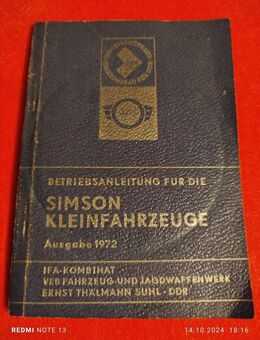 BETRIEBSANLEITUNG FÜR DIE
SIMSON
KLEINFAHRZEUGE
Ausgabe 1972
IFA-KOMBINAT
VEB FAHRZEUG- UND JAGDWAFFENWERK
ERNST THÄLMANN SUHL · DDR
REDMI NOTE 13
14.10.2024 18:16